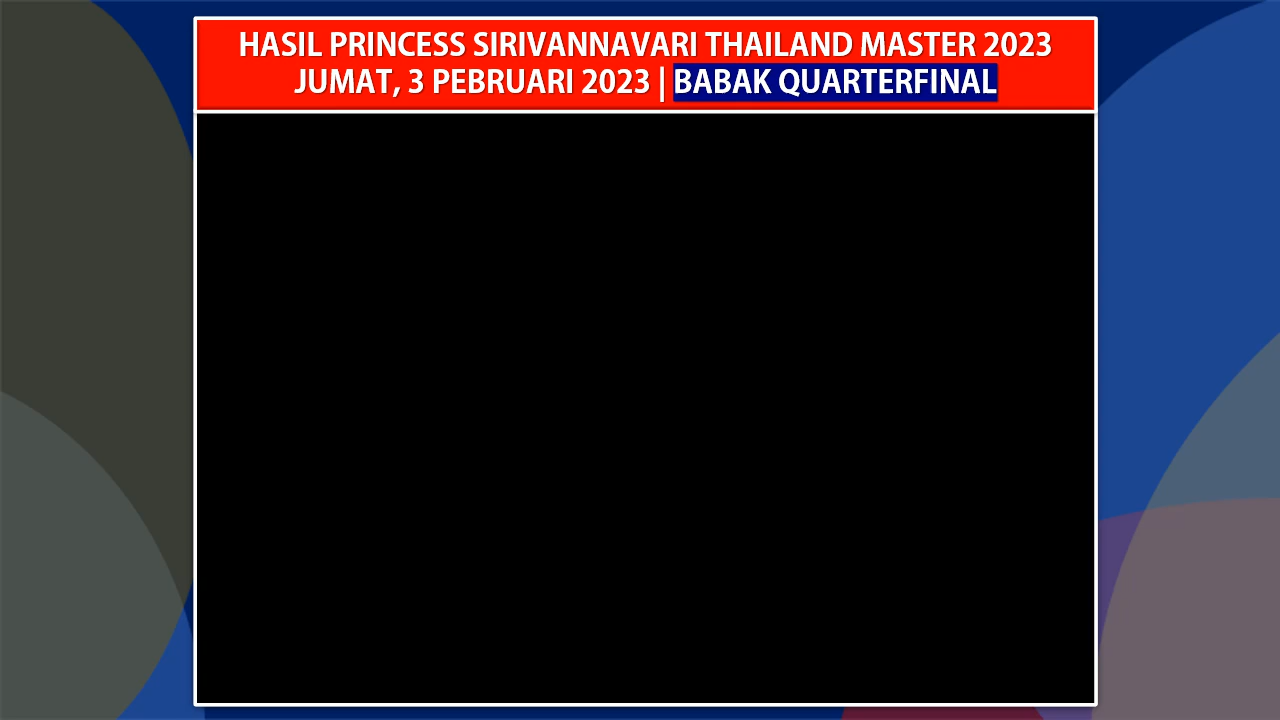 HASIL PRINCESS SIRIVANNAVARI THAILAND MASTER 2023
JUMAT, 3 PEBRUARI 2023 | BABAK QUARTERFINAL